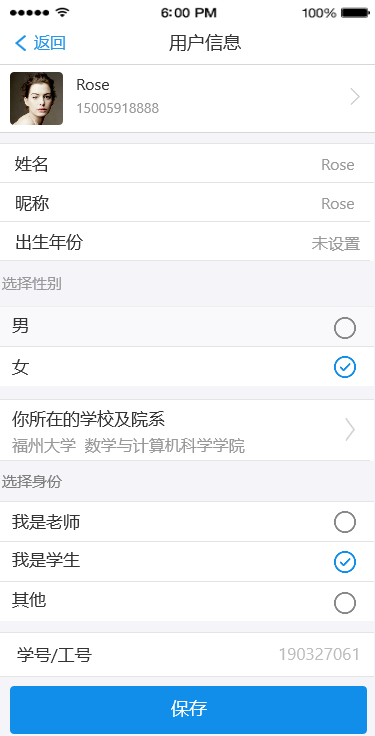 6:00 PM 100%
返回 用户信息
Rose
15005918888
姓名 Rose
昵称 Rose
出生年份 未设置
选择性别
男
女
你所在的学校及院系
福州大学 数学与计算机科学学院
选择身份
我是老师
我是学生
其他
学号/工号 190327061
保存